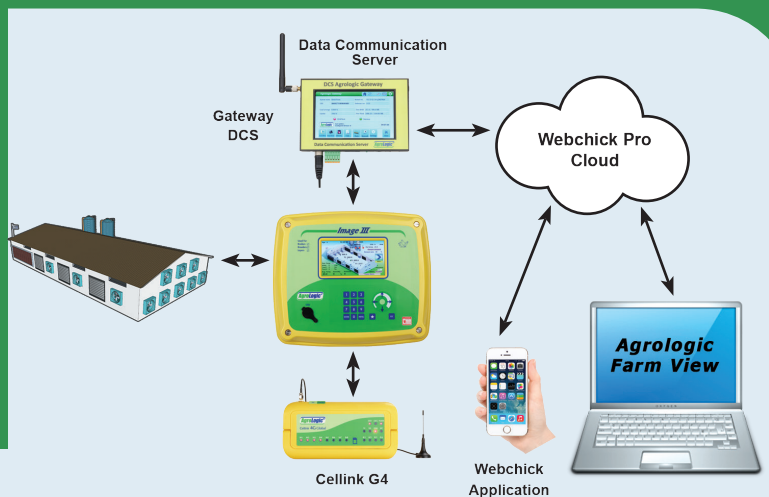 Data Communication
Server
DCS Agrologic Gateway
Gateway
DCS
Data Communication Server
AgroLogic
Webchick Pro
Cloud
Image III
AgroLogic
Agrologic
Farm View
AgroLogic
Cellink G4
Webchick
Application